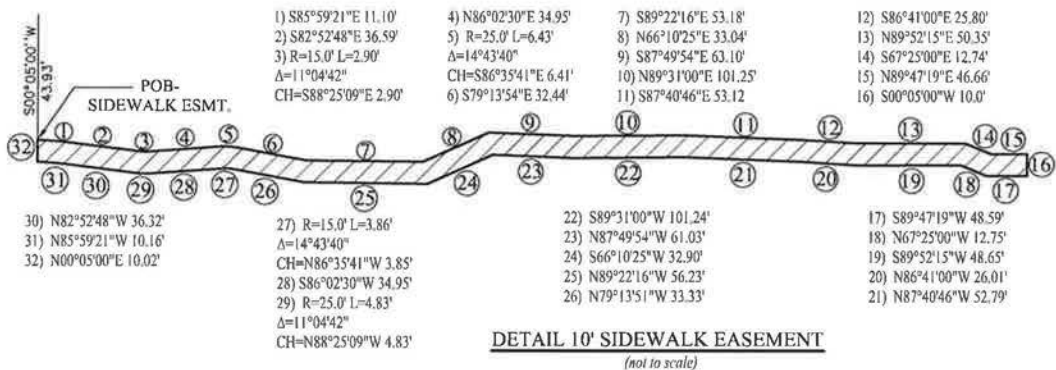 S00°05'00"W
43.93'
POB-
SIDEWALK ESMT.
1) S85°59'21"E 11.10'
2) S82°52'48"E 36.59'
3) R=15.0' L=2.90'
Δ=11°04'42"
CH=S88°25'09"E 2.90'
4) N86°02'30"E 34.95'
5) R=25.0' L=6.43'
Δ=14°43'40"
CH=S86°35'41"E 6.41'
6) S79°13'54"E 32.44'
7) S89°22'16"E 53.18'
8) N66°10'25"E 33.04'
9) S87°49'54"E 63.10'
10) N89°31'00"E 101.25'
11) S87°40'46"E 53.12
12) S86°41'00"E 25.80'
13) N89°52'15"E 50.35'
14) S67°25'00"E 12.74'
15) N89°47'19"E 46.66'
16) S00°05'00"W 10.0'
1 2 3 4 5 6 7 8 9 10 11 12 13 14 15
32 16
31 30 29 28 27 26 25 24 23 22 21 20 19 18 17
30) N82°52'48"W 36.32'
31) N85°59'21"W 10.16'
32) N00°05'00"E 10.02'
27) R=15.0' L=3.86'
Δ=14°43'40"
CH=N86°35'41"W 3.85'
28) S86°02'30"W 34.95'
29) R=25.0' L=4.83'
Δ=11°04'42"
CH=N88°25'09"W 4.83'
22) S89°31'00"W 101.24'
23) N87°49'54"W 61.03'
24) S66°10'25"W 32.90'
25) N89°22'16"W 56.23'
26) N79°13'51"W 33.33'
17) S89°47'19"W 48.59'
18) N67°25'00"W 12.75'
19) S89°52'15"W 48.65'
20) N86°41'00"W 26.01'
21) N87°40'46"W 52.79'
DETAIL 10' SIDEWALK EASEMENT
(not to scale)